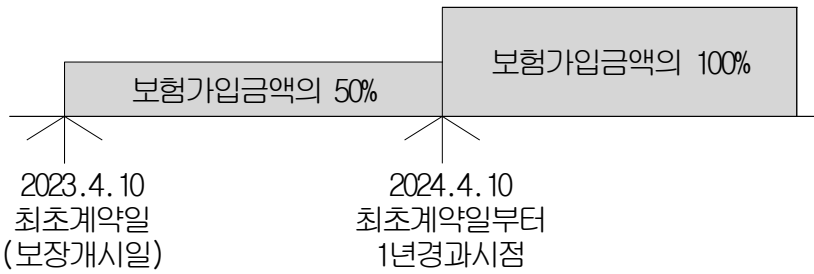 보험가입금액의 50%
보험가입금액의 100%
2023.4.10
최초계약일
(보장개시일)
2024.4.10
최초계약일부터
1년경과시점